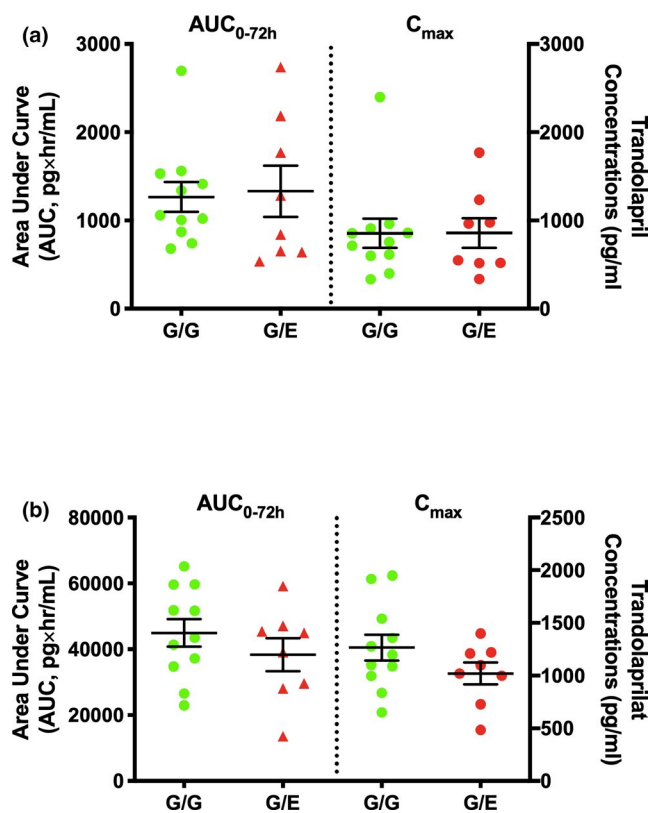 (a)
AUC0-72h
Cmax
Area Under Curve
(AUC, pg×hr/mL)
3000
2000
1000
0
3000
2000
1000
0
Trandolapril
Concentrations (pg/ml
G/G
G/E
G/G
G/E
(b)
AUC0-72h
Cmax
Area Under Curve
(AUC, pg×hr/mL)
80000
60000
40000
20000
0
2500
2000
1500
1000
500
0
Trandolaprilat
Concentrations (pg/ml)
G/G
G/E
G/G
G/E